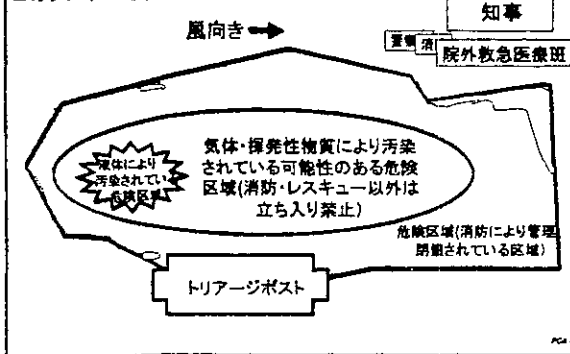 知事
風向き
院外救急医療班
気体・揮発性物質により汚染
されている可能性のある危険
区域(消防・レスキュー以外は
立ち入り禁止)
液体により
汚染されてい
危険区域
危険区域(消防により管理
閉鎖されている区域)
トリアージポスト